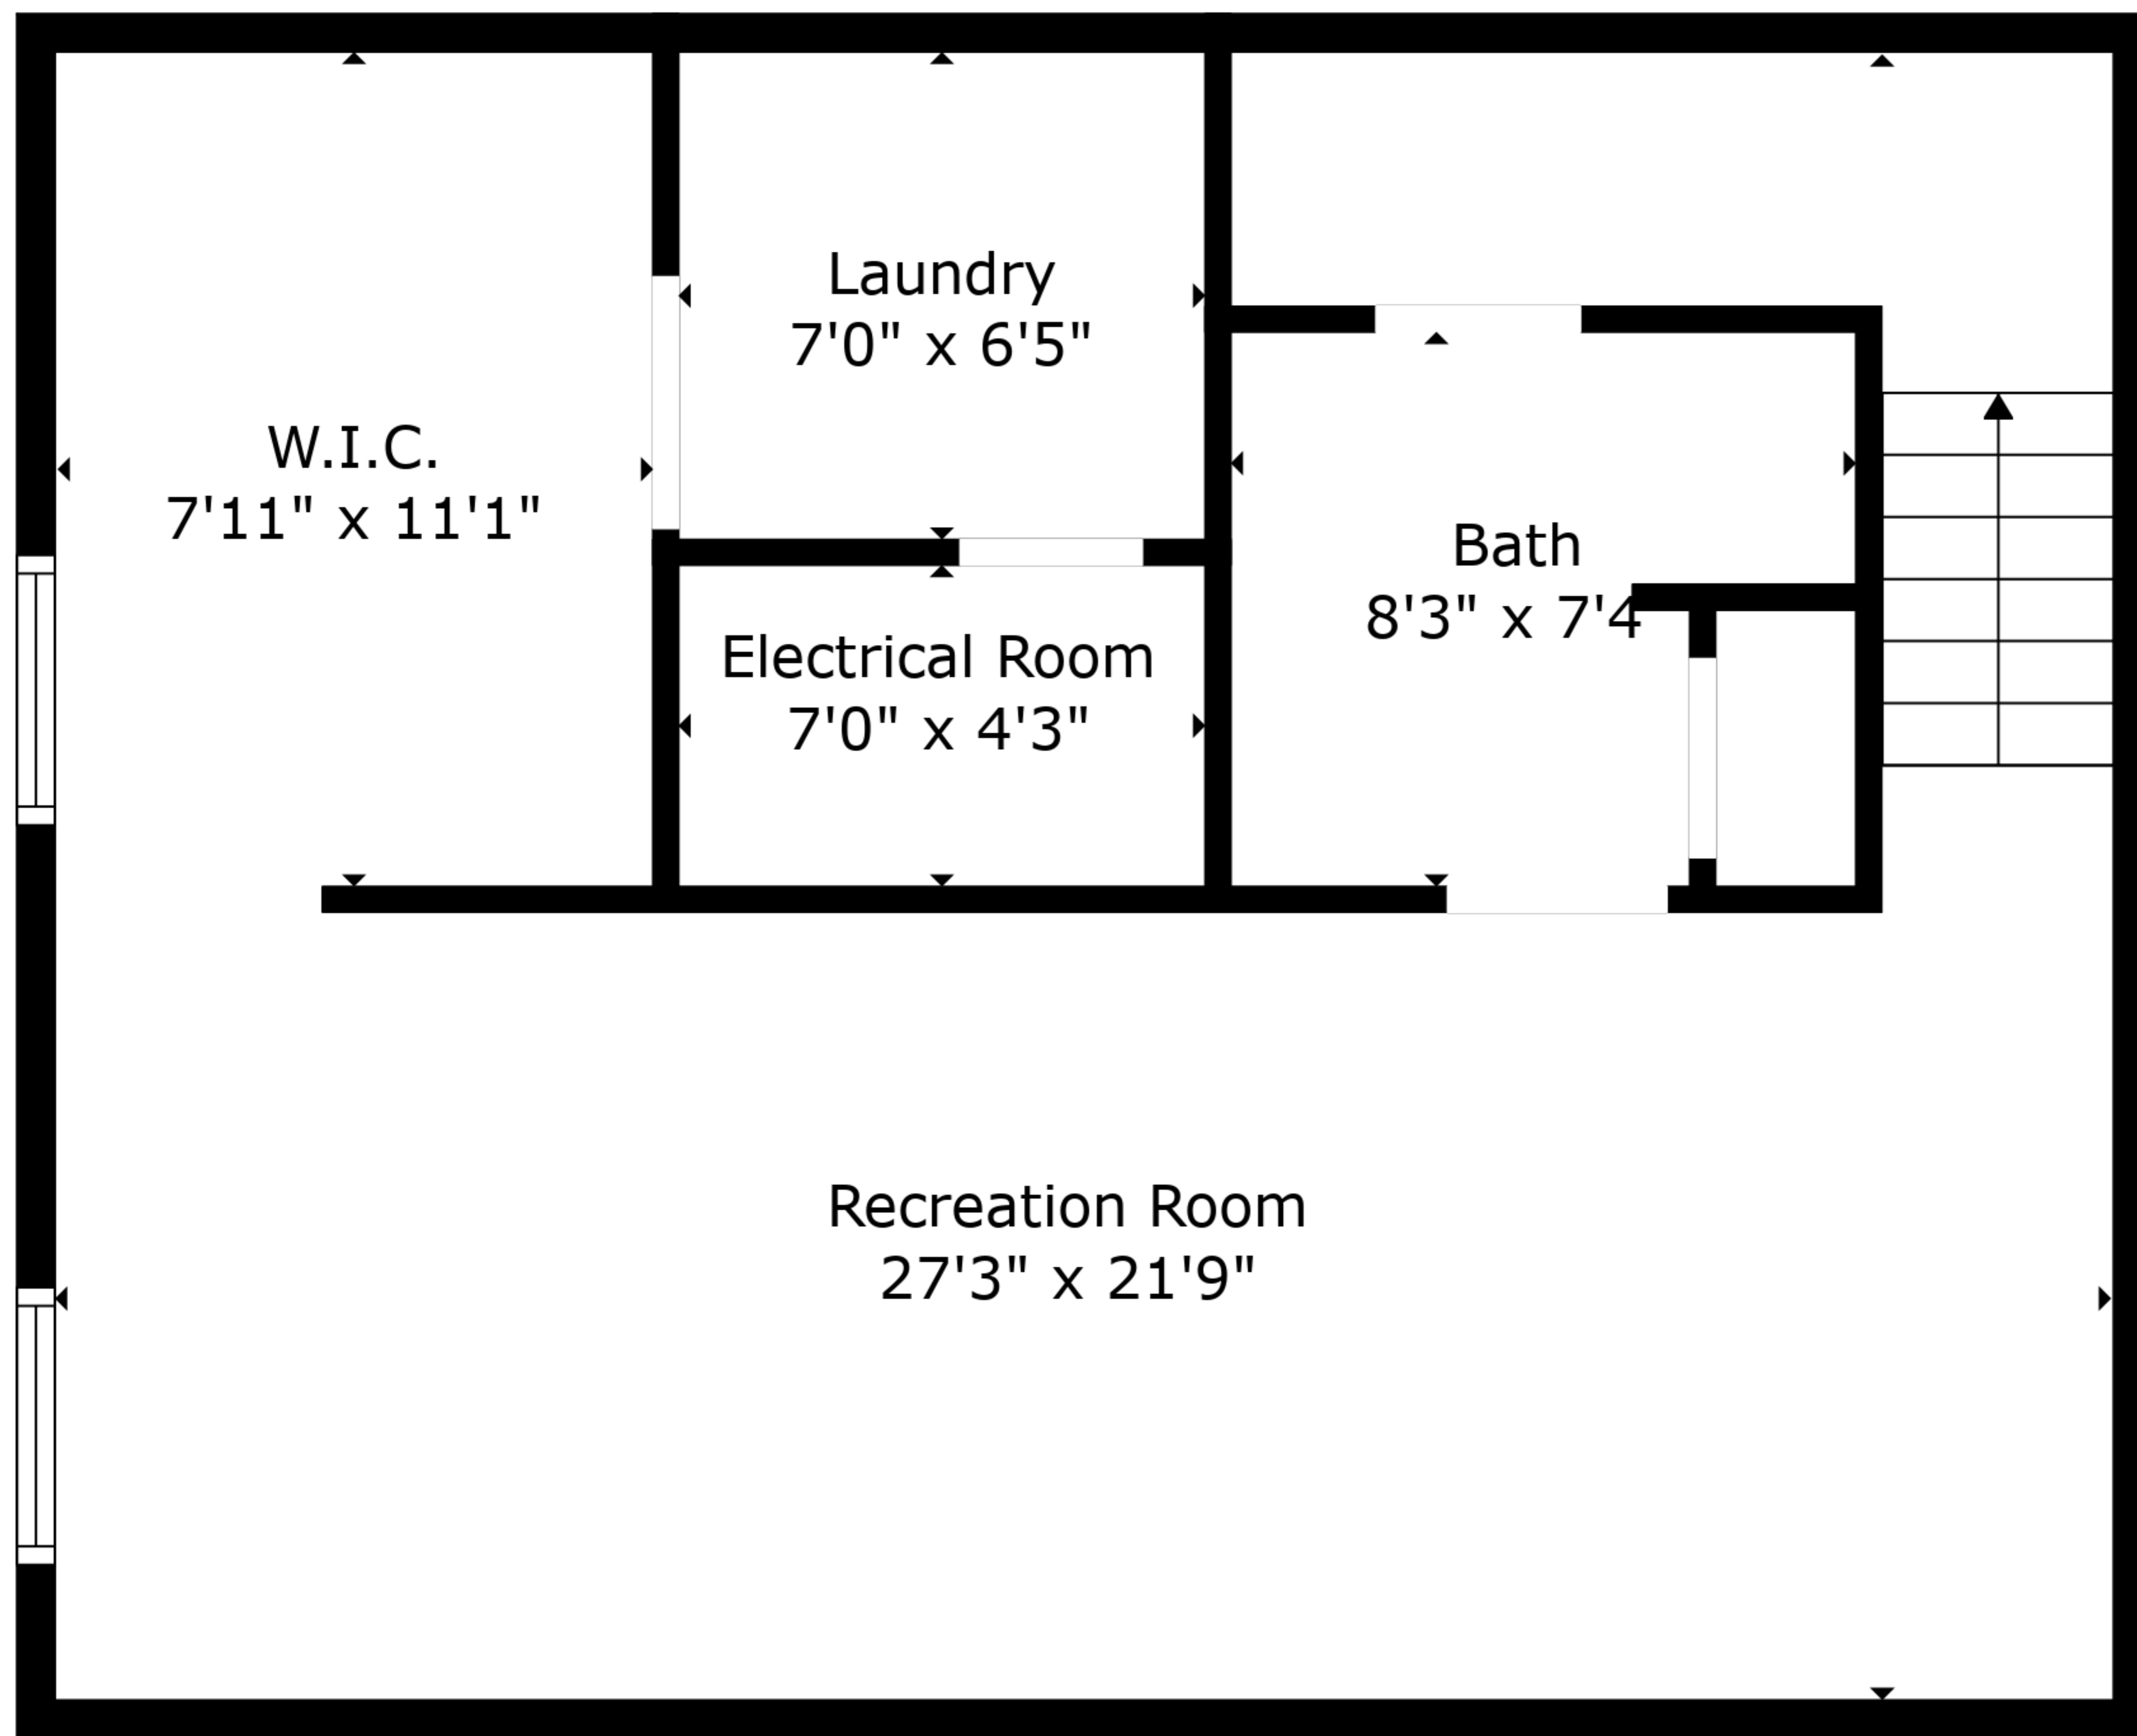 Laundry
7'0" x 6'5"
W.I.C.
7'11" x 11'1"
Bath
8'3" x 7'4
Electrical Room
7'0" x 4'3"
Recreation Room
27'3" x 21'9"